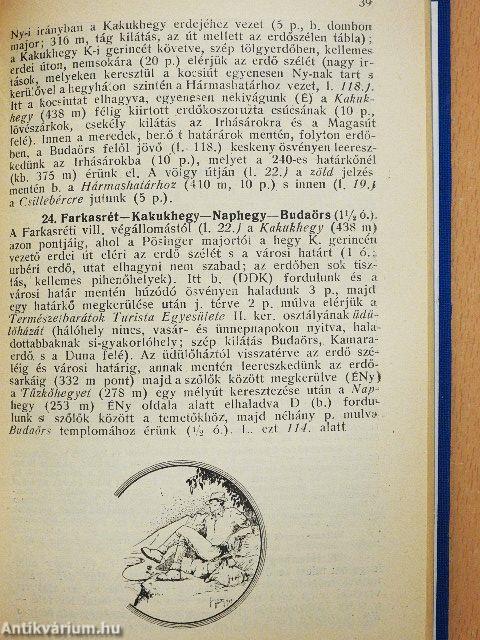 39
Ny-i irányban a Kakukhegy erdejéhez vezet (5 p., b. dombon
major; 316 m, tág kilátás, az út mellett az erdőszélen tábla);
a Kakukhegy K-i gerincét követve, szép tölgyerdőben, kellemes
erdei úton, nemsokára (20 p.) elérjük az erdő szélét (nagy ir-
tások, melyeken keresztül a kocsiút egyenesen Ny-nak tart s
kerülővel a hegyháton szintén a Hármashatárhoz vezet, l. 118.)
Itt a kocsiutat elhagyva, egyenesen nekivágunk (É) a Kakuk-
hegy (438 m) félig kiirtott erdőkoszorúzta csúcsának (10 p.,
lövészárkok, csekély kilátás az Irhásárokra és a Magasút
felé). Innen a meredek, benőtt határárok mentén, folyton erdő-
ben, a Budaörs felől jövő (l. 118.) keskeny ösvényen leeresz-
kedünk az Irhásárokba (10 p.), melyet a 240-es határkőnél
(kb. 375 m) érünk el. A völgy útján (l. 22.) a zöld jelzés
mentén b. a Hármashatárhoz (410 m, 10 p.) s innen (l. 19.)
a Csillebércre jutunk (5 p.).
24. Farkasrét—Kakukhegy—Naphegy—Budaörs (1½ ó.).
A Farkasréti vill. végállomástól (l. 22.) a Kakukhegy (438 m)
azon pontjáig, ahol a Pösinger majortól a hegy K. gerincén
vezető erdei út eléri az erdő szélét s a városi határt (1 ó.;
úrbéri erdő, utat elhagyni nem szabad; az erdőben sok tisz-
tás, kellemes pihenőhelyek). Itt b. (DDK) fordulunk és a
városi határ mentén húzódó ösvényen haladunk 3 p., majd
egy határkő megkerülése után j. térve 2 p. múlva elérjük a
Természetbarátok Turista Egyesülete II. ker. osztályának üdü-
lőházát (hálóhely nincs, vasár- és ünnepnapokon nyitva, hala-
dottabbaknak si-gyakorlóhely; szép kilátás Budaörs, Kamara-
erdő s a Duna felé). Az üdülőháztól visszatérve az erdő szé-
léig és városi határig, annak mentén leereszkedünk az erdő-
sarkáig (332 m pont) majd a szőlők között megkerülve (ÉNy)
a Tűzkőhegyet (278 m) egy mélyút keresztezése után a Nap-
hegy (253 m) ÉNy oldala alatt elhaladva D (b.) fordu-
lunk s szőlők között a temetőkhöz, majd néhány p. mulva
Budaörs templomához érünk (½ ó.). L. ezt 114. alatt
Antikvárium.hu